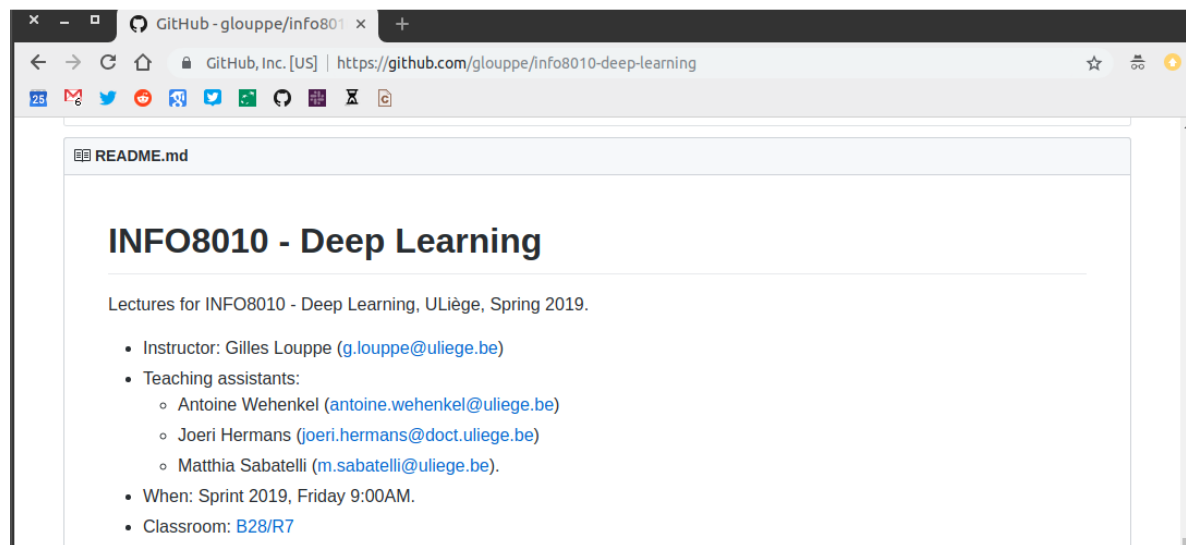 GitHub - glouppe/info801
GitHub, Inc. [US] | https://github.com/glouppe/info8010-deep-learning
25 6 C
README.md
INFO8010 - Deep Learning
Lectures for INFO8010 - Deep Learning, ULiège, Spring 2019.
Instructor: Gilles Louppe (g.louppe@uliege.be)
Teaching assistants:
Antoine Wehenkel (antoine.wehenkel@uliege.be)
Joeri Hermans (joeri.hermans@doct.uliege.be)
Matthia Sabatelli (m.sabatelli@uliege.be).
When: Sprint 2019, Friday 9:00AM.
Classroom: B28/R7